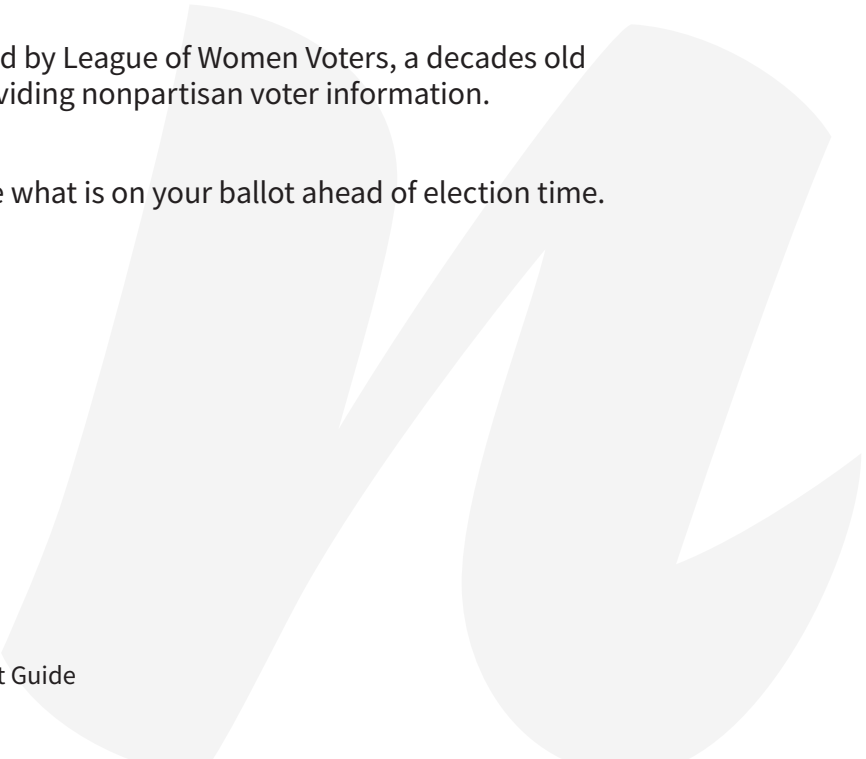 by League of Women Voters, a decades old
nonpartisan voter information.
what is on your ballot ahead of election time.
Guide